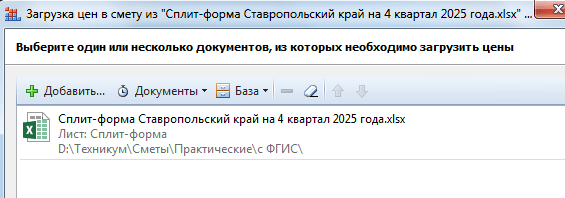 Загрузка цен в смету из "Сплит-форма Ставропольский край на 4 квартал 2025 года.xlsx" ...
Выберите один или несколько документов, из которых необходимо загрузить цены
Добавить... Документы База
Сплит-форма Ставропольский край на 4 квартал 2025 года.xlsx
Лист: Сплит-форма
D:\Техникум\Сметы\Практические\с ФГИС\